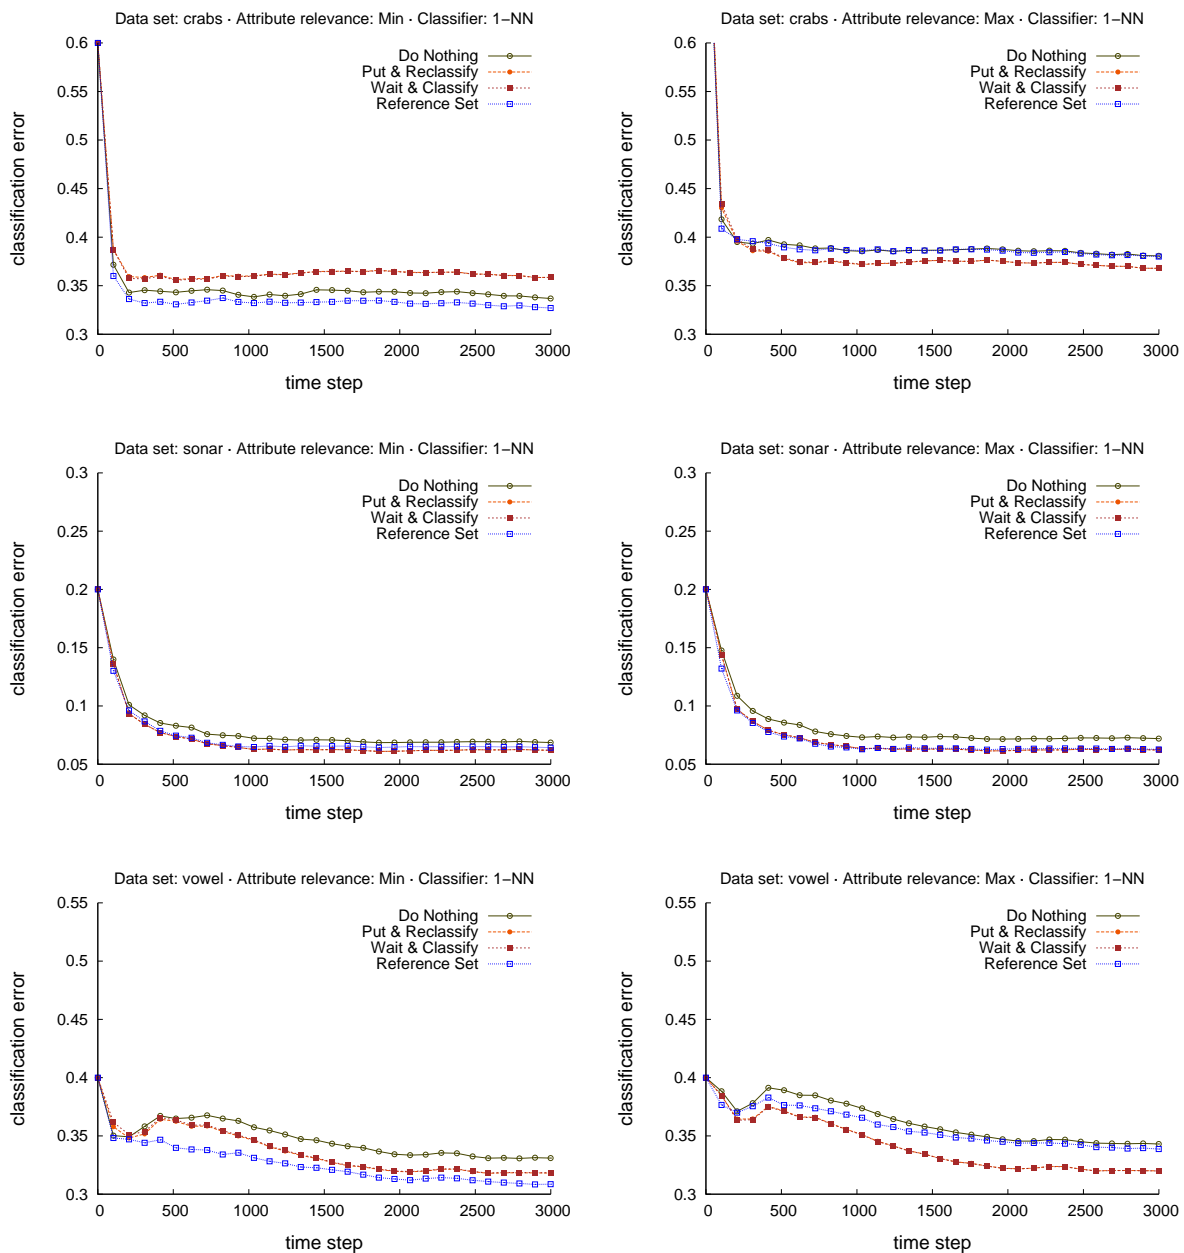 Data set: crabs · Attribute relevance: Min · Classifier: 1−NN
0.6
0.55
0.5
0.45
0.4
0.35
0.3
classification error
Do Nothing
Put & Reclassify
Wait & Classify
Reference Set
0 500 1000 1500 2000 2500 3000
time step
Data set: crabs · Attribute relevance: Max · Classifier: 1−NN
0.6
0.55
0.5
0.45
0.4
0.35
0.3
classification error
Do Nothing
Put & Reclassify
Wait & Classify
Reference Set
0 500 1000 1500 2000 2500 3000
time step
Data set: sonar · Attribute relevance: Min · Classifier: 1−NN
0.3
0.25
0.2
0.15
0.1
0.05
classification error
Do Nothing
Put & Reclassify
Wait & Classify
Reference Set
0 500 1000 1500 2000 2500 3000
time step
Data set: sonar · Attribute relevance: Max · Classifier: 1−NN
0.3
0.25
0.2
0.15
0.1
0.05
classification error
Do Nothing
Put & Reclassify
Wait & Classify
Reference Set
0 500 1000 1500 2000 2500 3000
time step
Data set: vowel · Attribute relevance: Min · Classifier: 1−NN
0.55
0.5
0.45
0.4
0.35
0.3
classification error
Do Nothing
Put & Reclassify
Wait & Classify
Reference Set
0 500 1000 1500 2000 2500 3000
time step
Data set: vowel · Attribute relevance: Max · Classifier: 1−NN
0.55
0.5
0.45
0.4
0.35
0.3
classification error
Do Nothing
Put & Reclassify
Wait & Classify
Reference Set
0 500 1000 1500 2000 2500 3000
time step